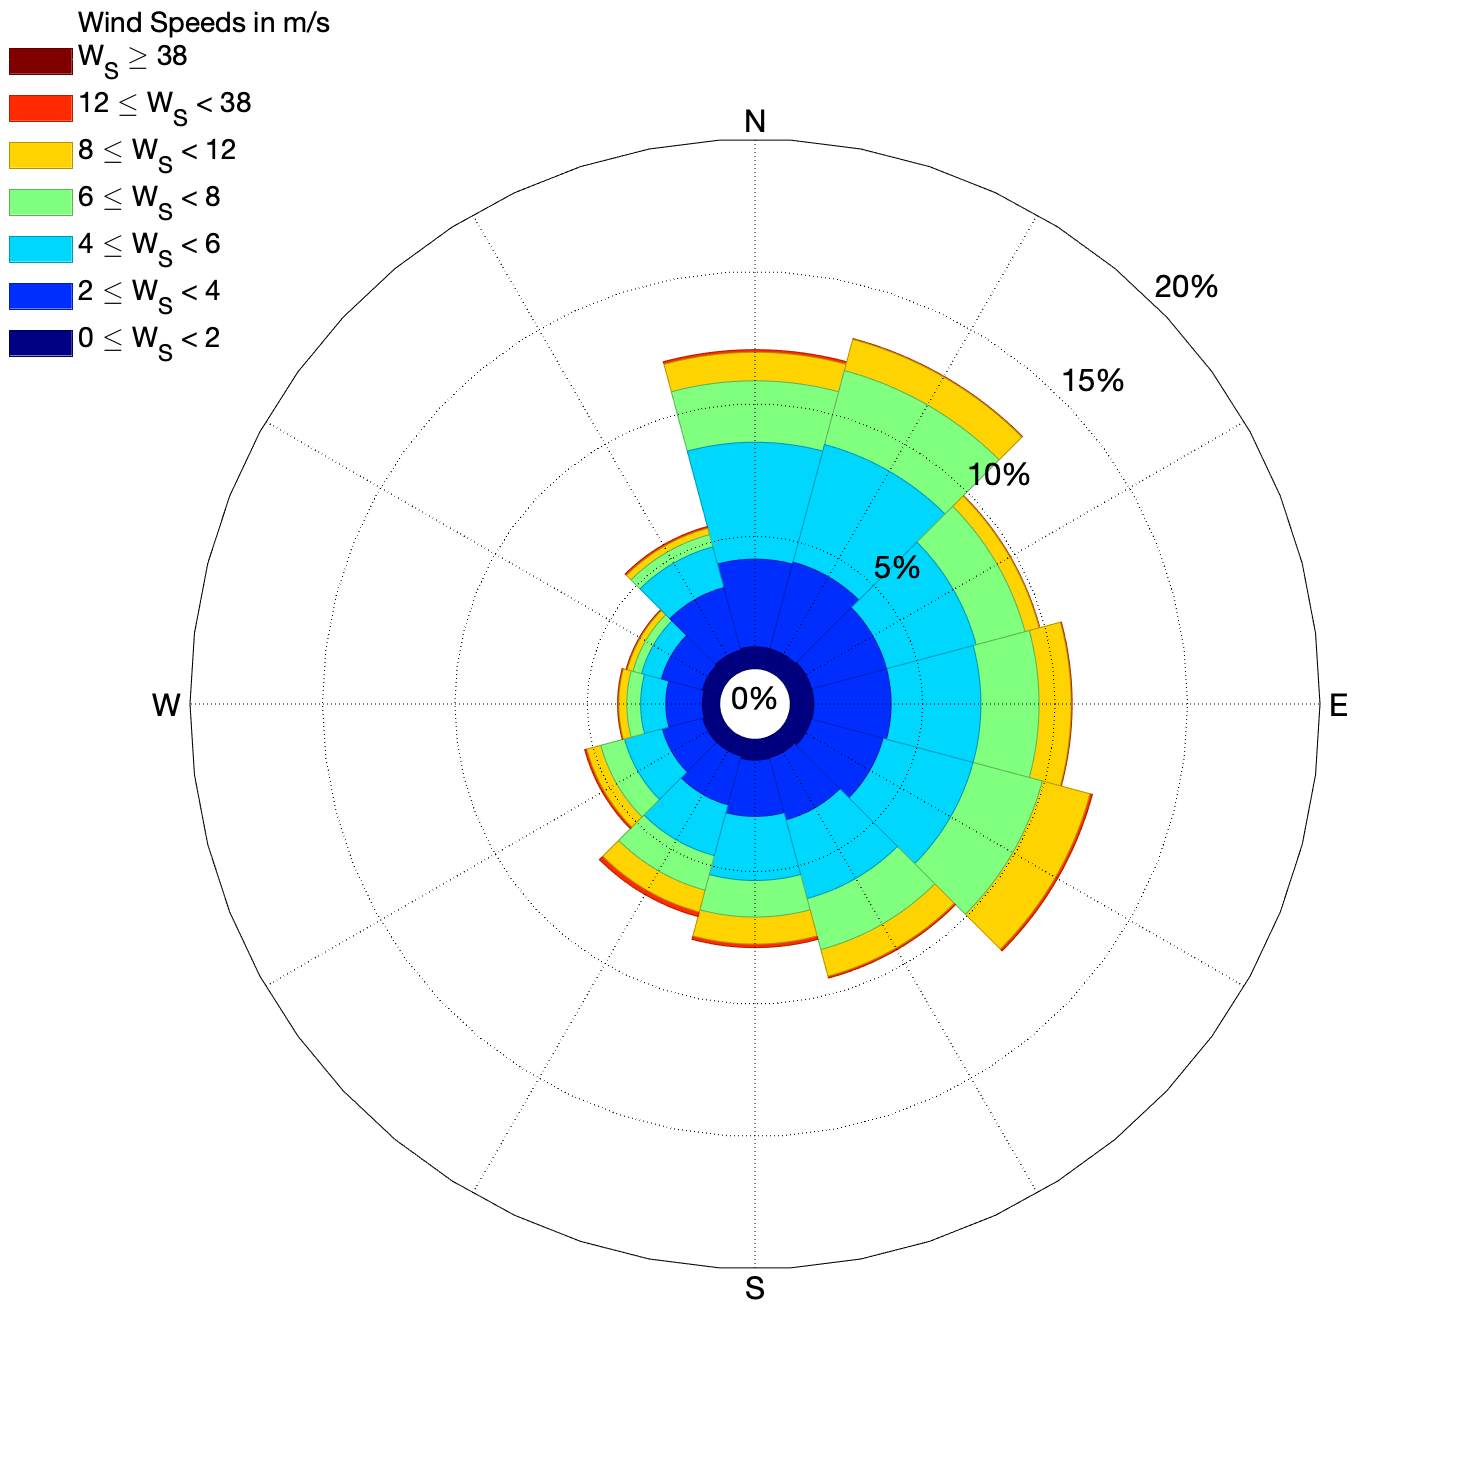 Wind Speeds in m/s
W_S ≥ 38
12 ≤ W_S < 38
8 ≤ W_S < 12
6 ≤ W_S < 8
4 ≤ W_S < 6
2 ≤ W_S < 4
0 ≤ W_S < 2
N
20%
15%
10%
5%
0%
W
E
S